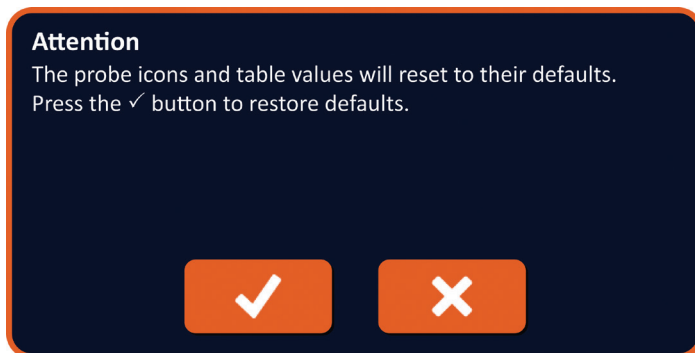 Attention
The probe icons and table values will reset to their defaults.
Press the ✓ button to restore defaults.